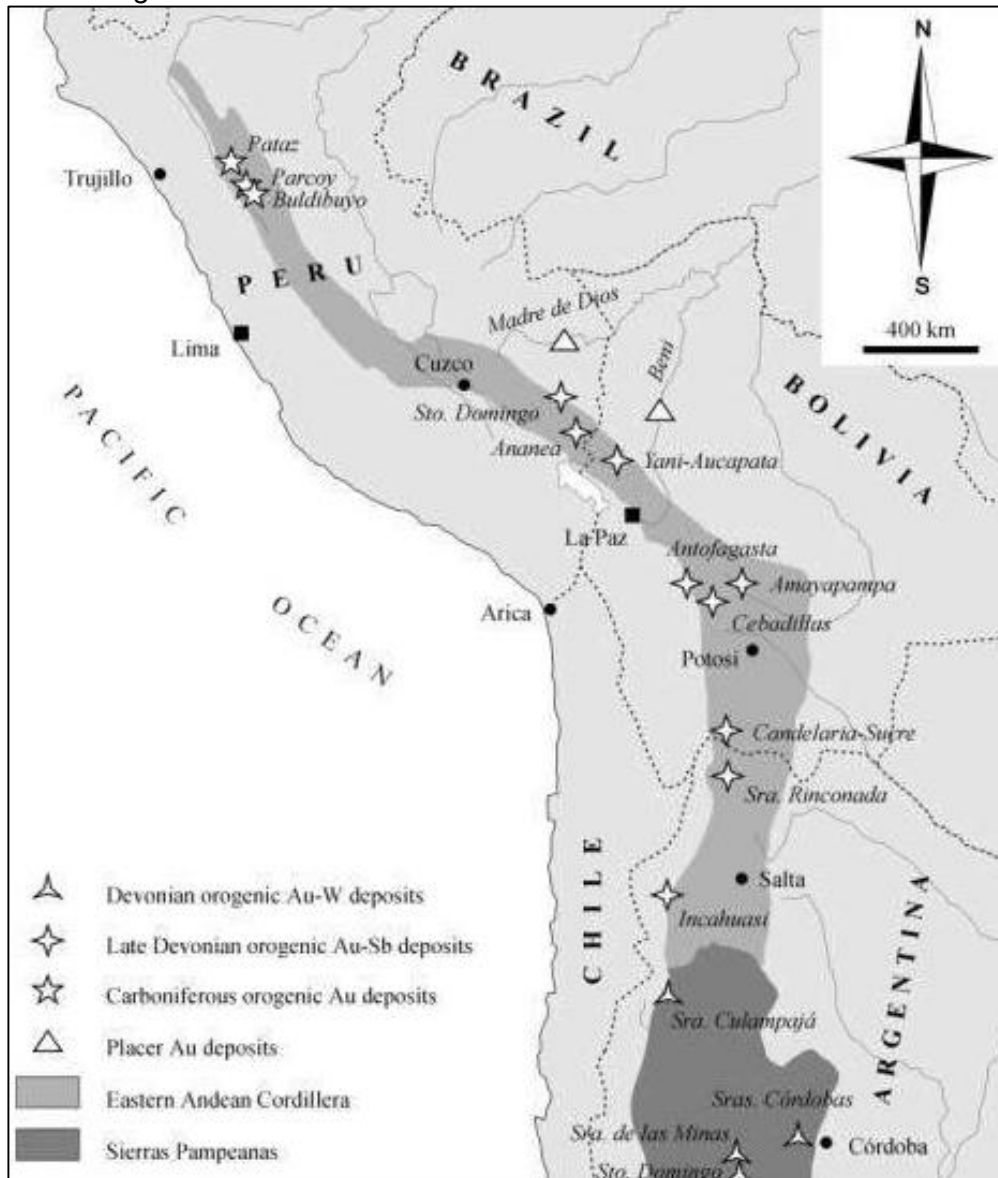 N
S
400 km
BRAZIL
Pataz
Parcoy
Buldibuyo
Trujillo
PERU
Lima
Madre de Dios
Beni
Cuzco
Sto. Domingo
Ananea
Yani-Aucapata
BOLIVIA
PACIFIC
OCEAN
La Paz
Antofagasta
Amayapampa
Cebadillas
Arica
Potosi
Candelaria-Sucre
Sra. Rinconada
CHILE
Salta
Incahuasi
ARGENTINA
Sra. Culampajá
Sras. Córdobas
Sra. de las Minas
Córdoba
Sto. Domingo
Devonian orogenic Au-W deposits
Late Devonian orogenic Au-Sb deposits
Carboniferous orogenic Au deposits
Placer Au deposits
Eastern Andean Cordillera
Sierras Pampeanas